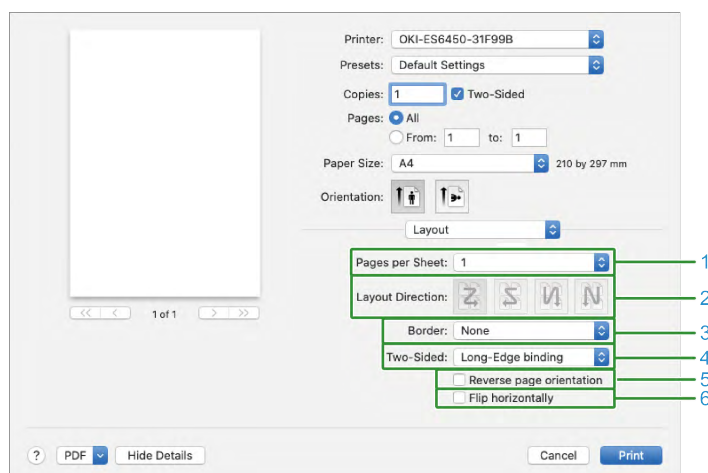 Printer: OKI-ES6450-31F99B
Presets: Default Settings
Copies: 1 Two-Sided
Pages: All
From: 1 to: 1
Paper Size: A4 210 by 297 mm
Orientation:
Layout
Pages per Sheet: 1 1
Layout Direction: 2
<< < 1 of 1 > >>
Border: None 3
Two-Sided: Long-Edge binding 4
Reverse page orientation 5
Flip horizontally 6
? PDF Hide Details Cancel Print